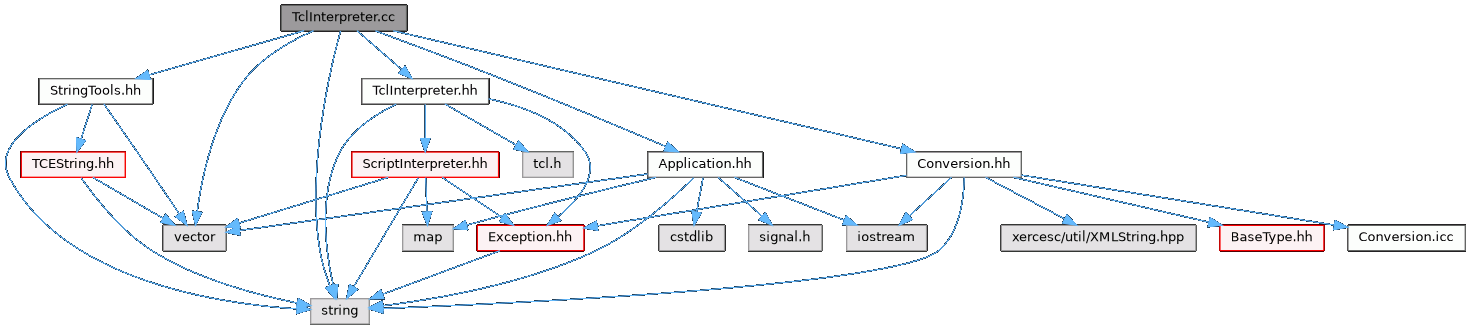 TclInterpreter.cc
StringTools.hh
TclInterpreter.hh
TCEString.hh
ScriptInterpreter.hh
tcl.h
Application.hh
Conversion.hh
vector
map
Exception.hh
cstdlib
signal.h
iostream
xercesc/util/XMLString.hpp
BaseType.hh
Conversion.icc
string